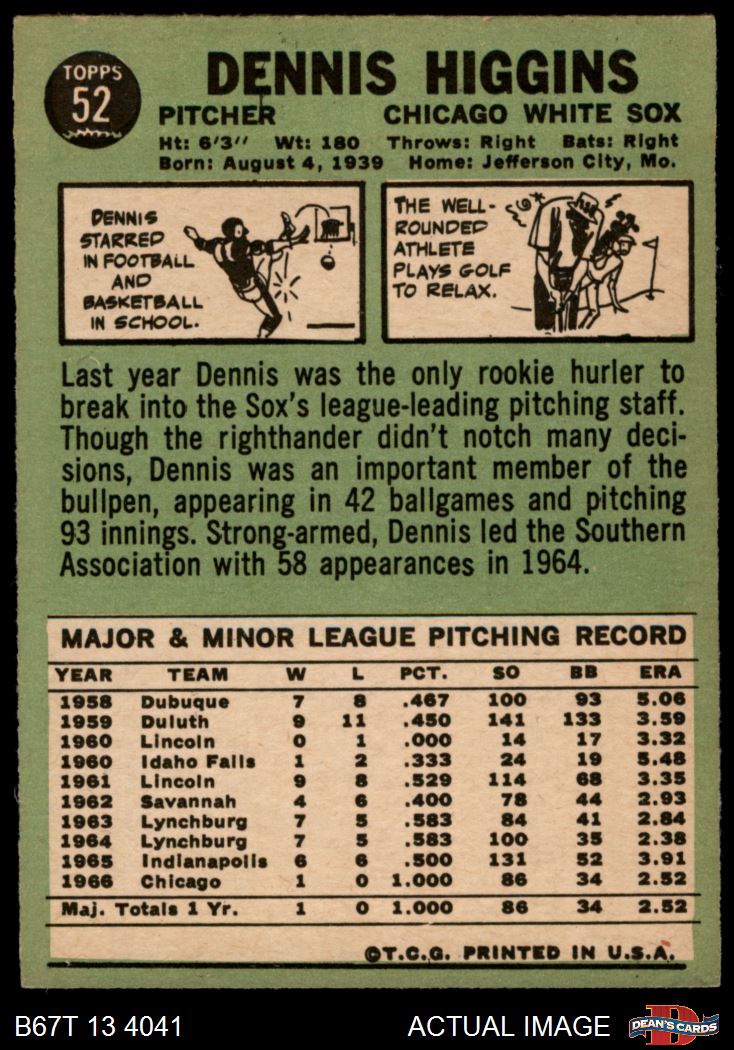 TOPPS
52
DENNIS HIGGINS
PITCHER CHICAGO WHITE SOX
Ht: 6'3'' Wt: 180 Throws: Right Bats: Right
Born: August 4, 1939 Home: Jefferson City, Mo.
DENNIS
STARRED
IN FOOTBALL
AND
BASKETBALL
IN SCHOOL.
THE WELL-
ROUNDED
ATHLETE
PLAYS GOLF
TO RELAX.
Last year Dennis was the only rookie hurler to
break into the Sox's league-leading pitching staff.
Though the righthander didn't notch many deci-
sions, Dennis was an important member of the
bullpen, appearing in 42 ballgames and pitching
93 innings. Strong-armed, Dennis led the Southern
Association with 58 appearances in 1964.
MAJOR & MINOR LEAGUE PITCHING RECORD
YEAR TEAM W L PCT. SO BB ERA
1958 Dubuque 7 8 .467 100 93 5.06
1959 Duluth 9 11 .450 141 133 3.59
1960 Lincoln 0 1 .000 14 17 3.32
1960 Idaho Falls 1 2 .333 24 19 5.48
1961 Lincoln 9 8 .529 114 68 3.35
1962 Savannah 4 6 .400 78 44 2.93
1963 Lynchburg 7 5 .583 84 41 2.84
1964 Lynchburg 7 5 .583 100 35 2.38
1965 Indianapolis 6 6 .500 131 52 3.91
1966 Chicago 1 0 1.000 86 34 2.52
Maj. Totals 1 Yr. 1 0 1.000 86 34 2.52
©T.C.G. PRINTED IN U.S.A.
B67T 13 4041 ACTUAL IMAGE D DEAN'S CARDS